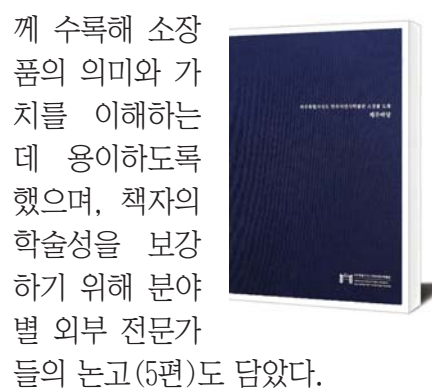 께 수록해 소장
품의 의미와 가
치를 이해하는
데 용이하도록
했으며, 책자의
학술성을 보강
하기 위해 분야
별 외부 전문가
들의 논고(5편)도 담았다.